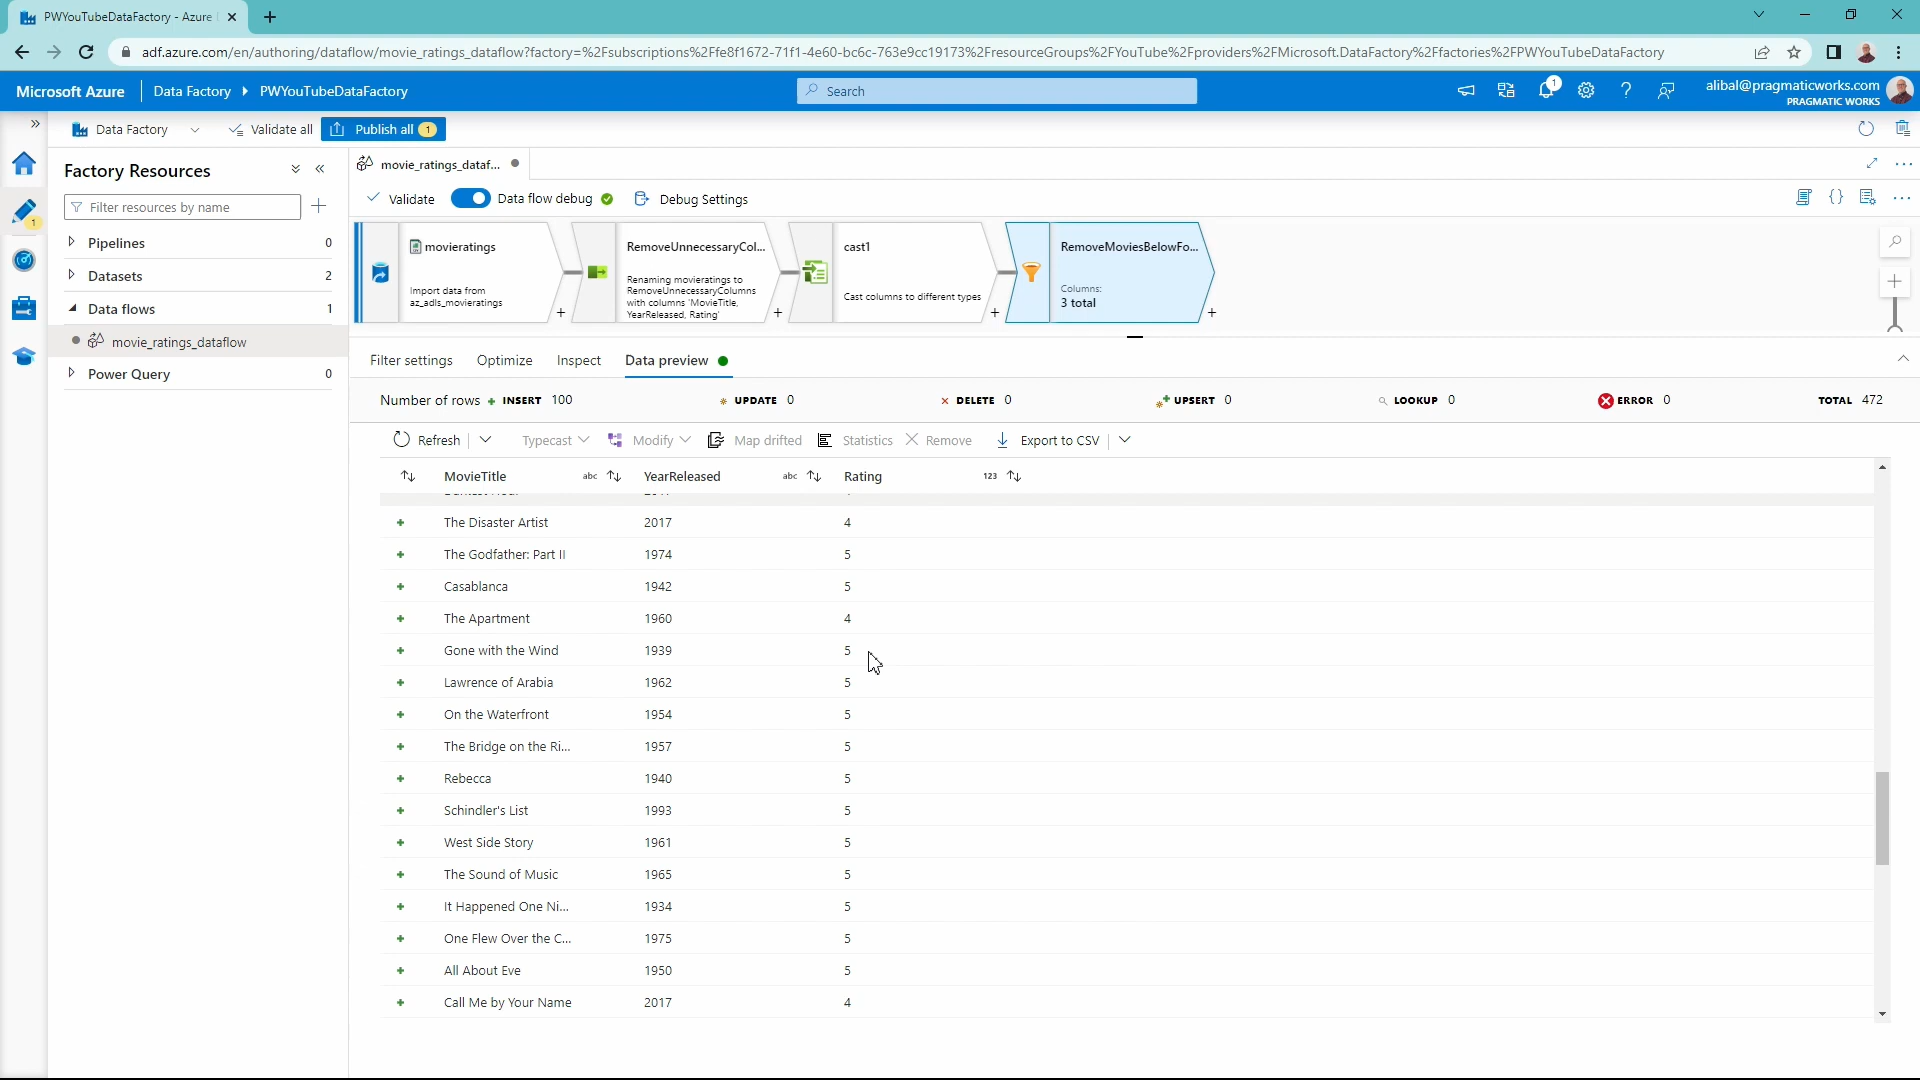 PWYouTubeDataFactory - Azure
adf.azure.com/en/authoring/dataflow/movie_ratings_dataflow?factory=%2Fsubscriptions%2Ffe8f1672-71f1-4e60-bc6c-763e9cc19173%2FresourceGroups%2FYouTube%2Fproviders%2FMicrosoft.DataFactory%2Ffactories%2FPWYouTubeDataFactory
Microsoft Azure
Data Factory
PWYouTubeDataFactory
Search
1
alibal@pragmaticworks.com
PRAGMATIC WORKS
Data Factory
Validate all
Publish all 1
1
Factory Resources
Filter resources by name
Pipelines 0
Datasets 2
Data flows 1
movie_ratings_dataflow
Power Query 0
movie_ratings_dataf...
Validate
Data flow debug
Debug Settings
movieratings
Import data from
az_adls_movieratings
+
RemoveUnnecessaryCol...
Renaming movieratings to
RemoveUnnecessaryColumns
with columns 'MovieTitle,
YearReleased, Rating'
+
cast1
Cast columns to different types
+
RemoveMoviesBelowFo...
Columns:
3 total
+
Filter settings
Optimize
Inspect
Data preview
Number of rows + INSERT 100
UPDATE 0
DELETE 0
UPSERT 0
LOOKUP 0
ERROR 0
TOTAL 472
Refresh
Typecast
Modify
Map drifted
Statistics
Remove
Export to CSV
MovieTitle abc YearReleased abc Rating 123
The Disaster Artist 2017 4
The Godfather: Part II 1974 5
Casablanca 1942 5
The Apartment 1960 4
Gone with the Wind 1939 5
Lawrence of Arabia 1962 5
On the Waterfront 1954 5
The Bridge on the Ri... 1957 5
Rebecca 1940 5
Schindler's List 1993 5
West Side Story 1961 5
The Sound of Music 1965 5
It Happened One Ni... 1934 5
One Flew Over the C... 1975 5
All About Eve 1950 5
Call Me by Your Name 2017 4